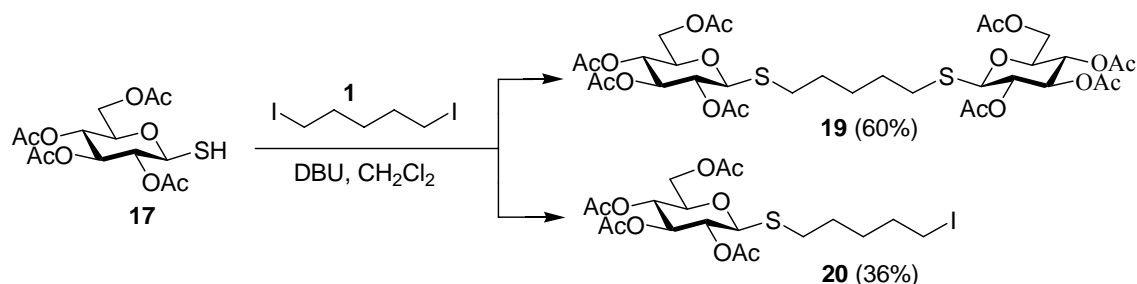 OAc
AcO O
AcO SH
OAc
17
1
I I
DBU, CH2Cl2
OAc AcO
AcO O O OAc
AcO S S OAc
OAc OAc
19 (60%)
OAc
AcO O
AcO S I
OAc
20 (36%)